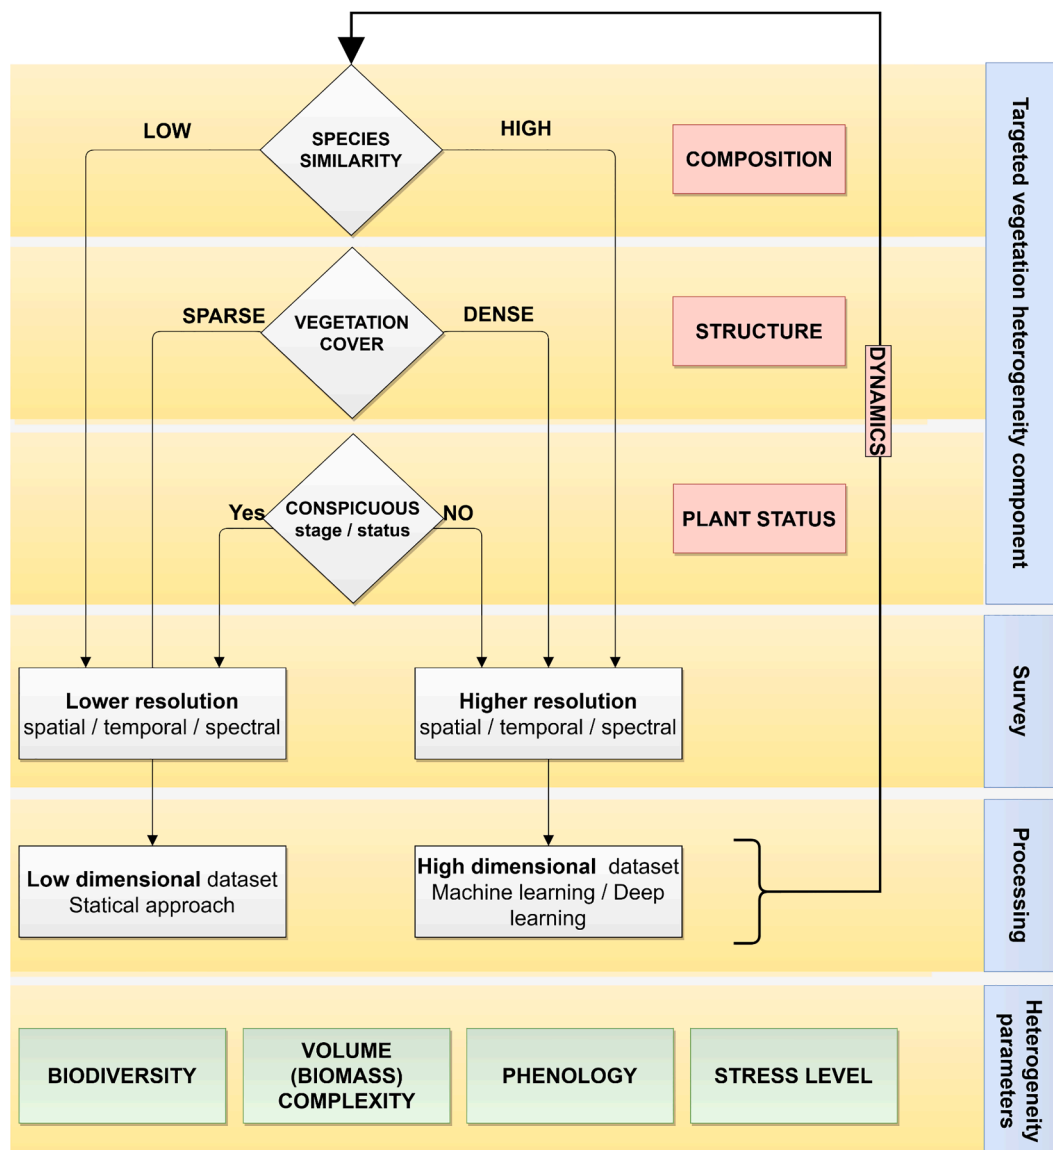 LOW
SPECIES
SIMILARITY
HIGH
COMPOSITION
Targeted vegetation heterogeneity component
SPARSE
VEGETATION
COVER
DENSE
STRUCTURE
DYNAMICS
Yes
CONSPICUOUS
stage / status
NO
PLANT STATUS
Lower resolution
spatial / temporal / spectral
Higher resolution
spatial / temporal / spectral
Survey
Low dimensional dataset
Statical approach
High dimensional dataset
Machine learning / Deep
learning
Processing
BIODIVERSITY
VOLUME
(BIOMASS)
COMPLEXITY
PHENOLOGY
STRESS LEVEL
Heterogeneity
parameters